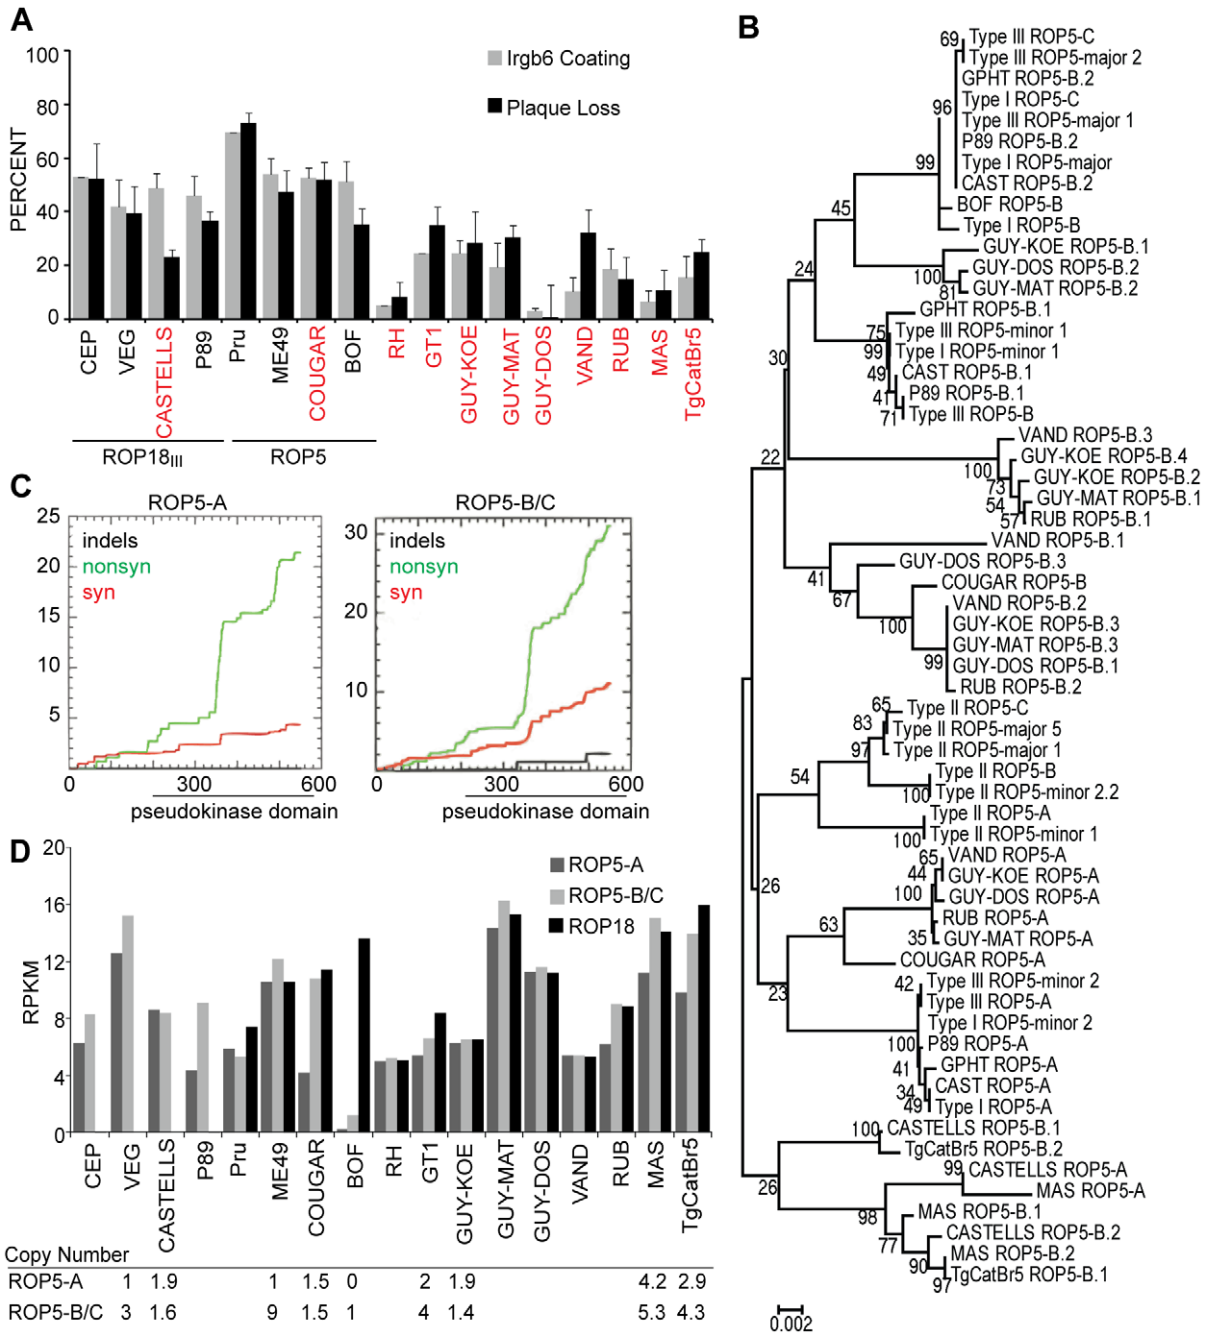 A
100
80
60
40
20
0
PERCENT
Irgb6 Coating
Plaque Loss
CEP
VEG
CASTELLS
P89
Pru
ME49
COUGAR
BOF
RH
GT1
GUY-KOE
GUY-MAT
GUY-DOS
VAND
RUB
MAS
TgCatBr5
ROP18III
ROP5
B
Type III ROP5-C
Type III ROP5-major 2
GPHT ROP5-B.2
Type I ROP5-C
Type III ROP5-major 1
P89 ROP5-B.2
Type I ROP5-major
CAST ROP5-B.2
BOF ROP5-B
Type I ROP5-B
GUY-KOE ROP5-B.1
GUY-DOS ROP5-B.2
GUY-MAT ROP5-B.2
GPHT ROP5-B.1
Type III ROP5-minor 1
Type I ROP5-minor 1
CAST ROP5-B.1
P89 ROP5-B.1
Type III ROP5-B
VAND ROP5-B.3
GUY-KOE ROP5-B.4
GUY-KOE ROP5-B.2
GUY-MAT ROP5-B.1
RUB ROP5-B.1
VAND ROP5-B.1
GUY-DOS ROP5-B.3
COUGAR ROP5-B
VAND ROP5-B.2
GUY-KOE ROP5-B.3
GUY-MAT ROP5-B.3
GUY-DOS ROP5-B.1
RUB ROP5-B.2
Type II ROP5-C
Type II ROP5-major 5
Type II ROP5-major 1
Type II ROP5-B
Type II ROP5-minor 2.2
Type II ROP5-A
Type II ROP5-minor 1
VAND ROP5-A
GUY-KOE ROP5-A
GUY-DOS ROP5-A
RUB ROP5-A
GUY-MAT ROP5-A
COUGAR ROP5-A
Type III ROP5-minor 2
Type III ROP5-A
Type I ROP5-minor 2
P89 ROP5-A
GPHT ROP5-A
CAST ROP5-A
Type I ROP5-A
CASTELLS ROP5-B.1
TgCatBr5 ROP5-B.2
CASTELLS ROP5-A
MAS ROP5-A
MAS ROP5-B.1
CASTELLS ROP5-B.2
MAS ROP5-B.2
TgCatBr5 ROP5-B.1
69
96
99
45
100
81
24
75
99
49
41
71
30
100
73
54
57
22
41
67
100
99
65
83
97
54
100
100
26
65
44
100
63
35
23
42
100
41
34
49
100
26
99
98
77
90
97
0.002
C
ROP5-A
25
20
15
10
5
indels
nonsyn
syn
0 300 600
pseudokinase domain
ROP5-B/C
30
20
10
indels
nonsyn
syn
0 300 600
pseudokinase domain
D
20
16
12
8
4
0
RPKM
ROP5-A
ROP5-B/C
ROP18
CEP
VEG
CASTELLS
P89
Pru
ME49
COUGAR
BOF
RH
GT1
GUY-KOE
GUY-MAT
GUY-DOS
VAND
RUB
MAS
TgCatBr5
Copy Number
ROP5-A 1 1.9 1 1.5 0 2 1.9 4.2 2.9
ROP5-B/C 3 1.6 9 1.5 1 4 1.4 5.3 4.3